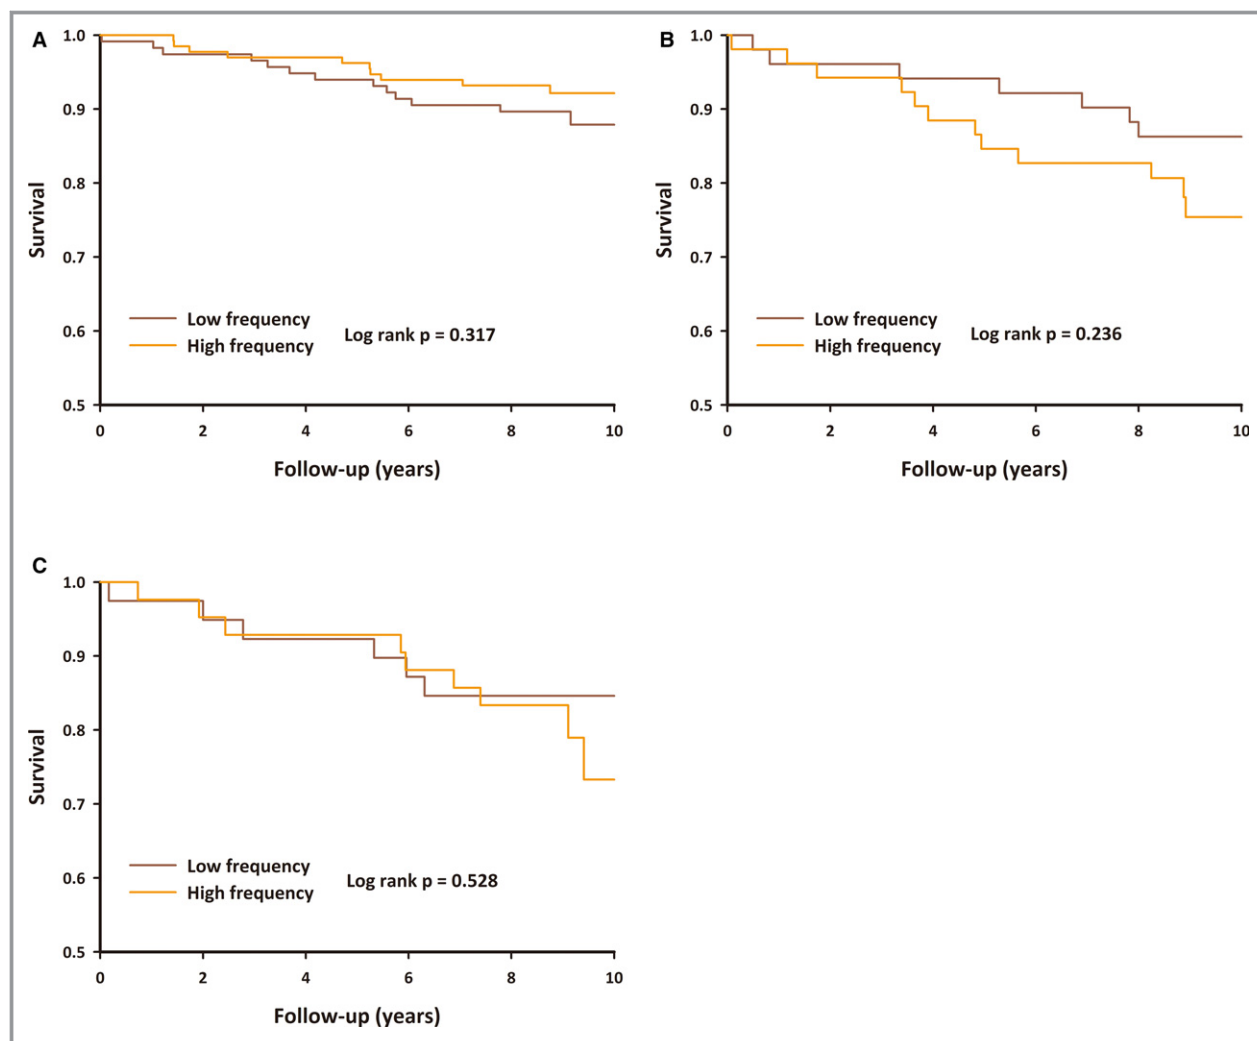 A
1.0
0.9
0.8
0.7
0.6
0.5
Survival
Low frequency
High frequency
Log rank p = 0.317
0 2 4 6 8 10
Follow-up (years)
B
1.0
0.9
0.8
0.7
0.6
0.5
Survival
Low frequency
High frequency
Log rank p = 0.236
0 2 4 6 8 10
Follow-up (years)
C
1.0
0.9
0.8
0.7
0.6
0.5
Survival
Low frequency
High frequency
Log rank p = 0.528
0 2 4 6 8 10
Follow-up (years)